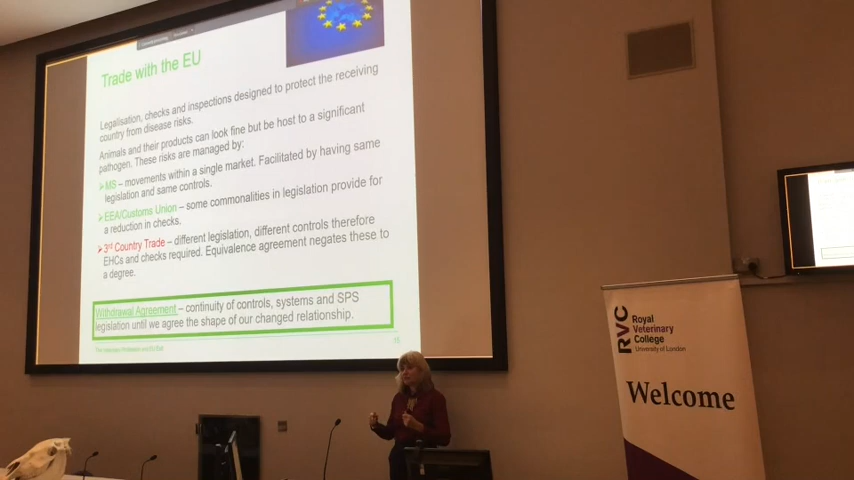 Trade with the EU
Legalisation, checks and inspections designed to protect the receiving
country from disease risks.
Animals and their products can look fine but be host to a significant
pathogen. These risks are managed by:
MS – movements within a single market. Facilitated by having same
legislation and same controls.
EEA/Customs Union – some commonalities in legislation provide for
a reduction in checks.
3rd Country Trade – different legislation, different controls therefore
EHCs and checks required. Equivalence agreement negates these to
a degree.
Withdrawal Agreement – continuity of controls, systems and SPS
legislation until we agree the shape of our changed relationship.
RVC
Royal
Veterinary
College
University of London
Welcome